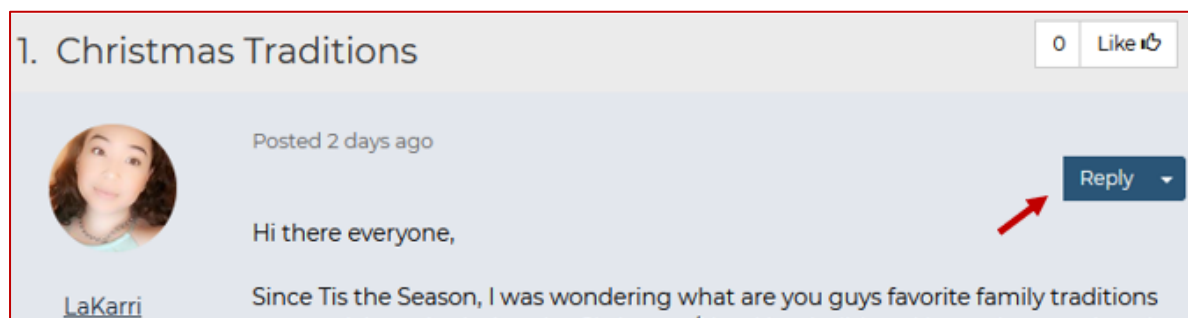 1. Christmas Traditions
0 Like
Posted 2 days ago
Reply
Hi there everyone,
Since Tis the Season, I was wondering what are you guys favorite family traditions
LaKarri